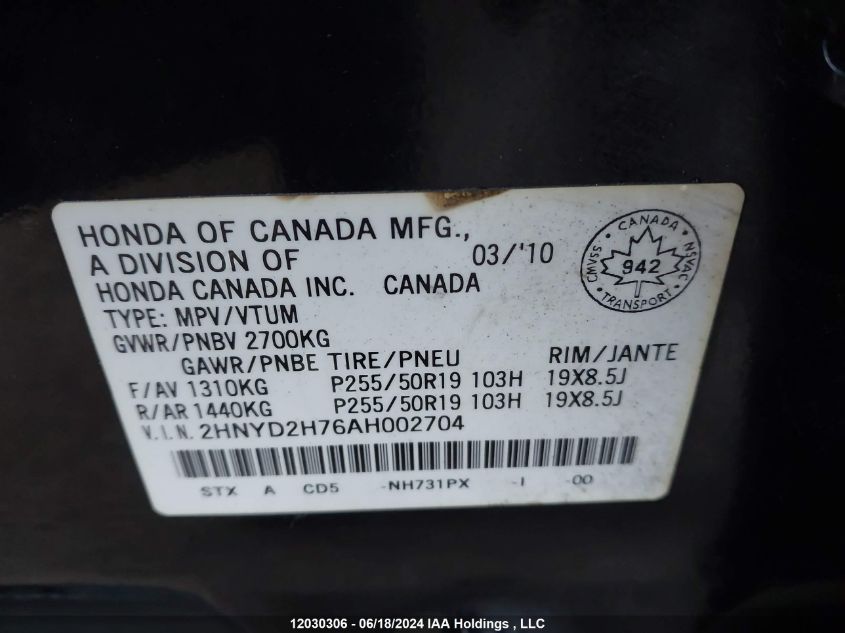 HONDA OF CANADA MFG.,
A DIVISION OF 03/'10
HONDA CANADA INC. CANADA
TYPE: MPV/VTUM
GVWR/PNBV 2700KG
GAWR/PNBE TIRE/PNEU RIM/JANTE
F/AV 1310KG P255/50R19 103H 19X8.5J
R/AR 1440KG P255/50R19 103H 19X8.5J
V.I.N. 2HNYD2H76AH002704
STX A CD5 -NH731PX -I -00
CANADA
CMVSS 942 NSVAC
TRANSPORT
12030306 - 06/18/2024 IAA Holdings , LLC